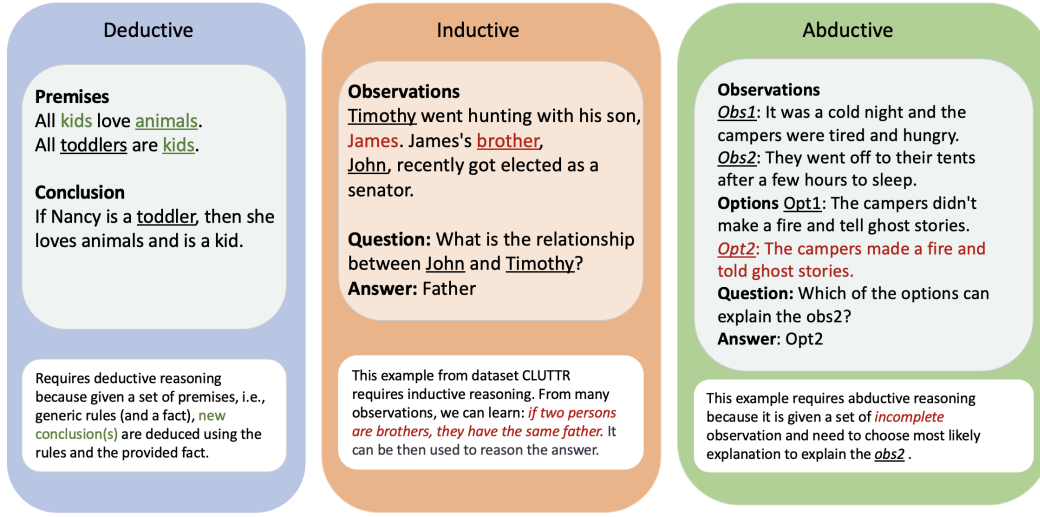 Deductive
Premises
All kids love animals.
All toddlers are kids.
Conclusion
If Nancy is a toddler, then she
loves animals and is a kid.
Requires deductive reasoning
because given a set of premises, i.e.,
generic rules (and a fact), new
conclusion(s) are deduced using the
rules and the provided fact.
Inductive
Observations
Timothy went hunting with his son,
James. James's brother,
John, recently got elected as a
senator.
Question: What is the relationship
between John and Timothy?
Answer: Father
This example from dataset CLUTTR
requires inductive reasoning. From many
observations, we can learn: if two persons
are brothers, they have the same father. It
can be then used to reason the answer.
Abductive
Observations
Obs1: It was a cold night and the
campers were tired and hungry.
Obs2: They went off to their tents
after a few hours to sleep.
Options Opt1: The campers didn't
make a fire and tell ghost stories.
Opt2: The campers made a fire and
told ghost stories.
Question: Which of the options can
explain the obs2?
Answer: Opt2
This example requires abductive reasoning
because it is given a set of incomplete
observation and need to choose most likely
explanation to explain the obs2 .